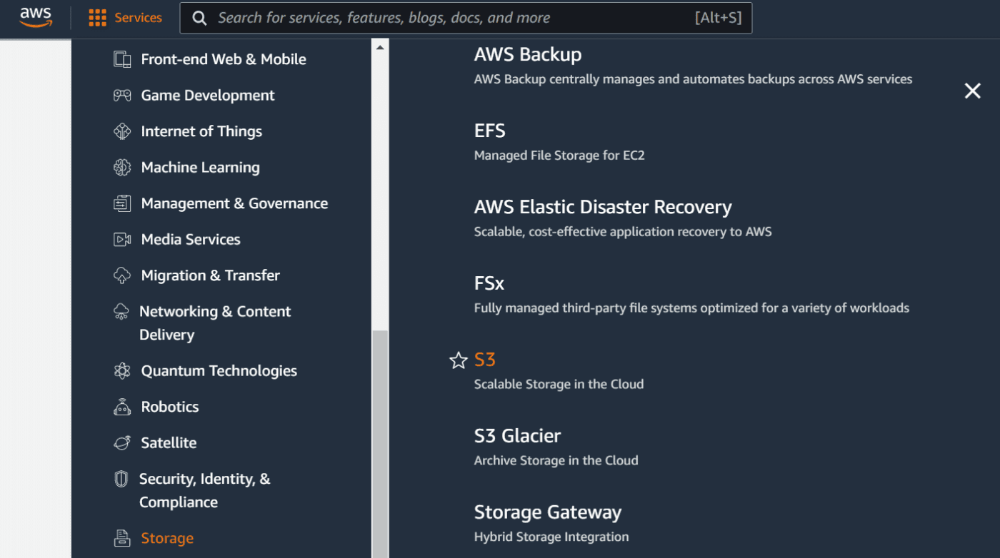 aws
Services
Search for services, features, blogs, docs, and more
[Alt+S]
Front-end Web & Mobile
Game Development
Internet of Things
Machine Learning
Management & Governance
Media Services
Migration & Transfer
Networking & Content
Delivery
Quantum Technologies
Robotics
Satellite
Security, Identity, &
Compliance
Storage
AWS Backup
AWS Backup centrally manages and automates backups across AWS services
EFS
Managed File Storage for EC2
AWS Elastic Disaster Recovery
Scalable, cost-effective application recovery to AWS
FSx
Fully managed third-party file systems optimized for a variety of workloads
S3
Scalable Storage in the Cloud
S3 Glacier
Archive Storage in the Cloud
Storage Gateway
Hybrid Storage Integration